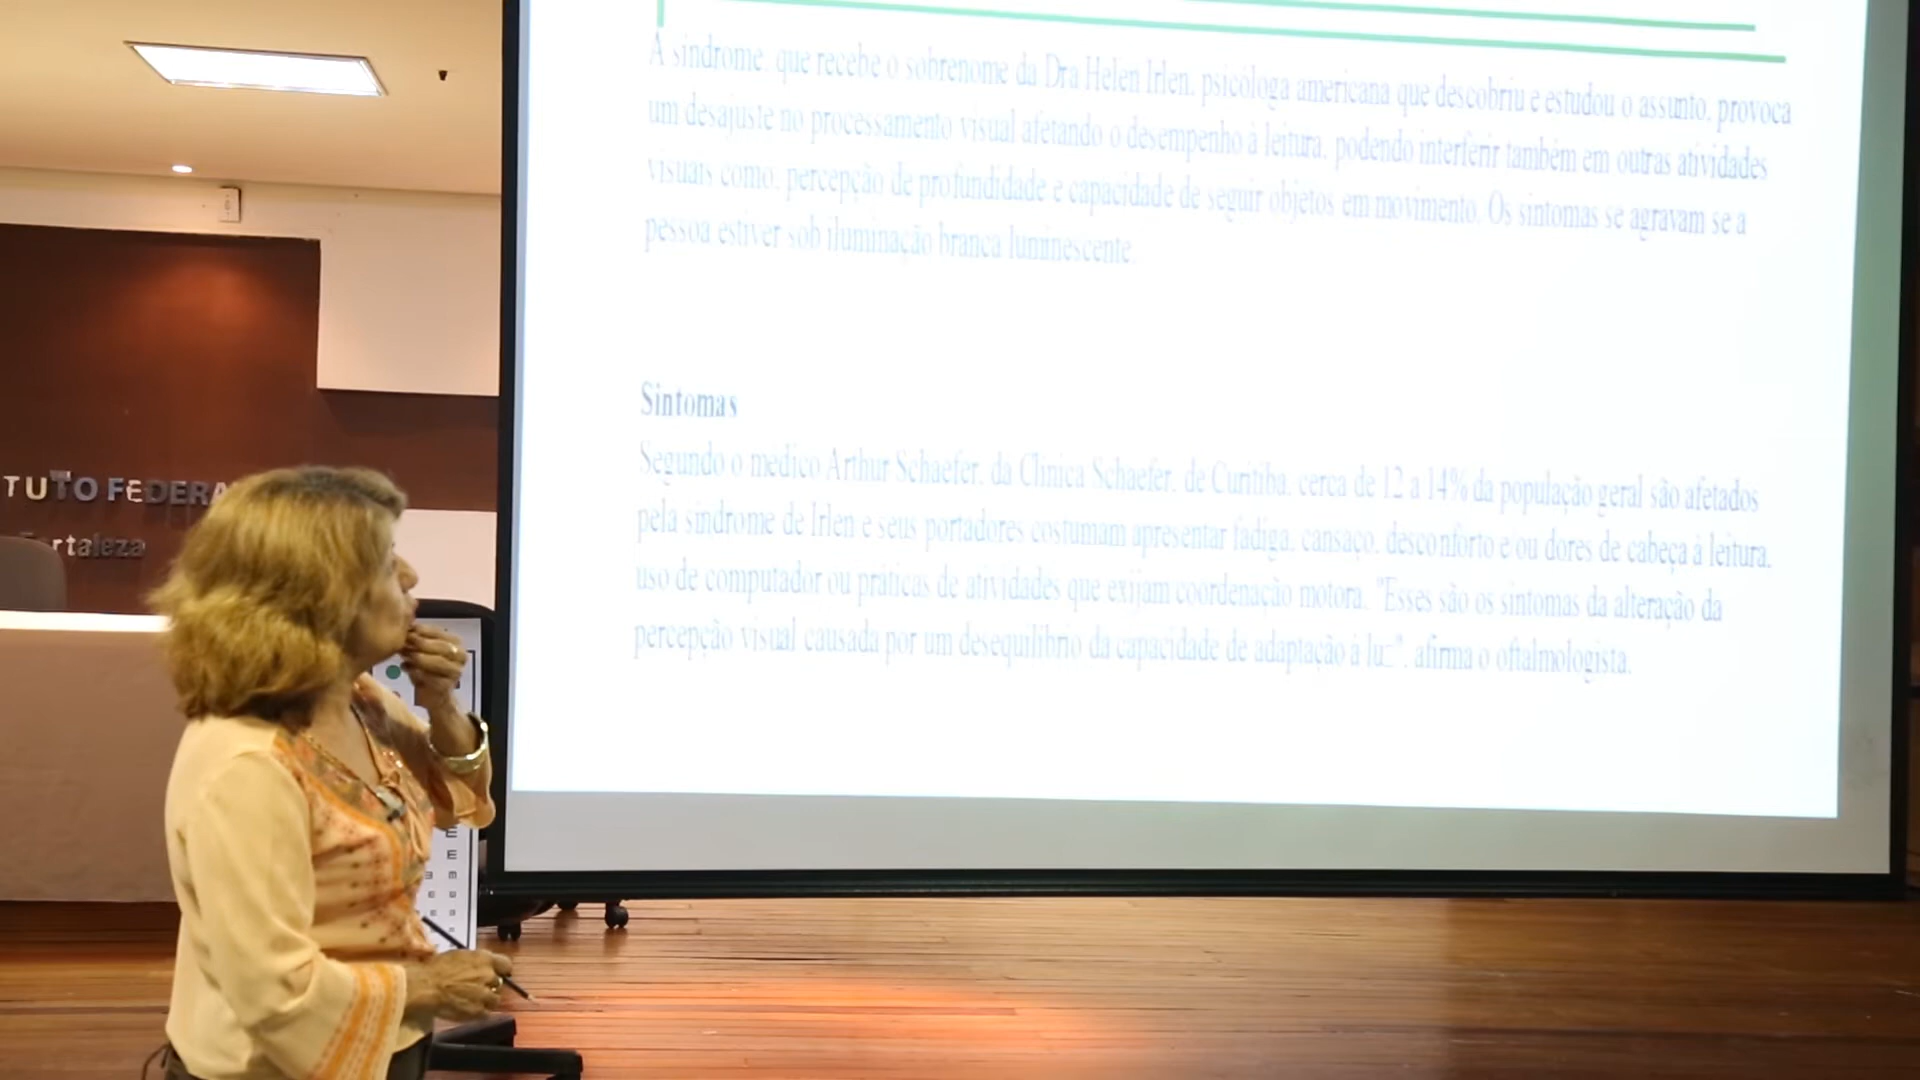 A síndrome, que recebe o sobrenome da Dra Helen Irlen, psicóloga americana que descobriu e estudou o assunto, provoca
um desajuste no processamento visual afetando o desempenho à leitura, podendo interferir também em outras atividades
visuais como, percepção de profundidade e capacidade de seguir objetos em movimento. Os sintomas se agravam se a
pessoa estiver sob iluminação branca luminescente.
Sintomas
Segundo o médico Arthur Schaefer, da Clínica Schaefer, de Curitiba, cerca de 12 a 14% da população geral são afetados
pela síndrome de Irlen e seus portadores costumam apresentar fadiga, cansaço, desconforto e/ou dores de cabeça à leitura,
uso de computador ou práticas de atividades que exijam coordenação motora. "Esses são os sintomas da alteração da
percepção visual causada por um desequilíbrio da capacidade de adaptação à luz", afirma o oftalmologista.
TUTO FEDERA
rtaleza